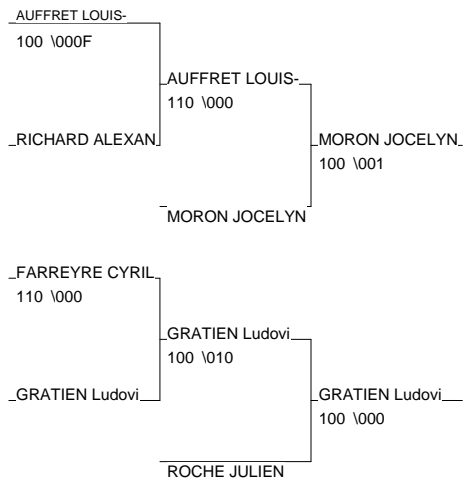 AUFFRET LOUIS-
100 \000F
AUFFRET LOUIS-
110 \000
RICHARD ALEXAN
MORON JOCELYN
100 \001
MORON JOCELYN
FARREYRE CYRIL
110 \000
GRATIEN Ludovi
100 \010
GRATIEN Ludovi
GRATIEN Ludovi
100 \000
ROCHE JULIEN